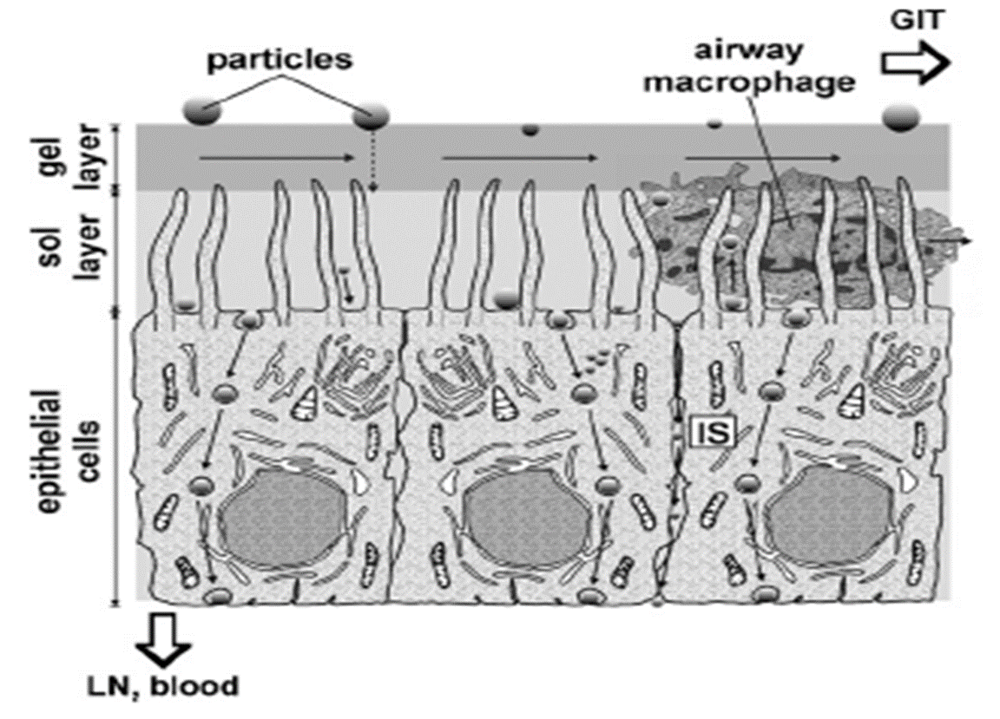 GIT
particles
airway
macrophage
gel
layer
sol
layer
epithelial
cells
IS
LN, blood